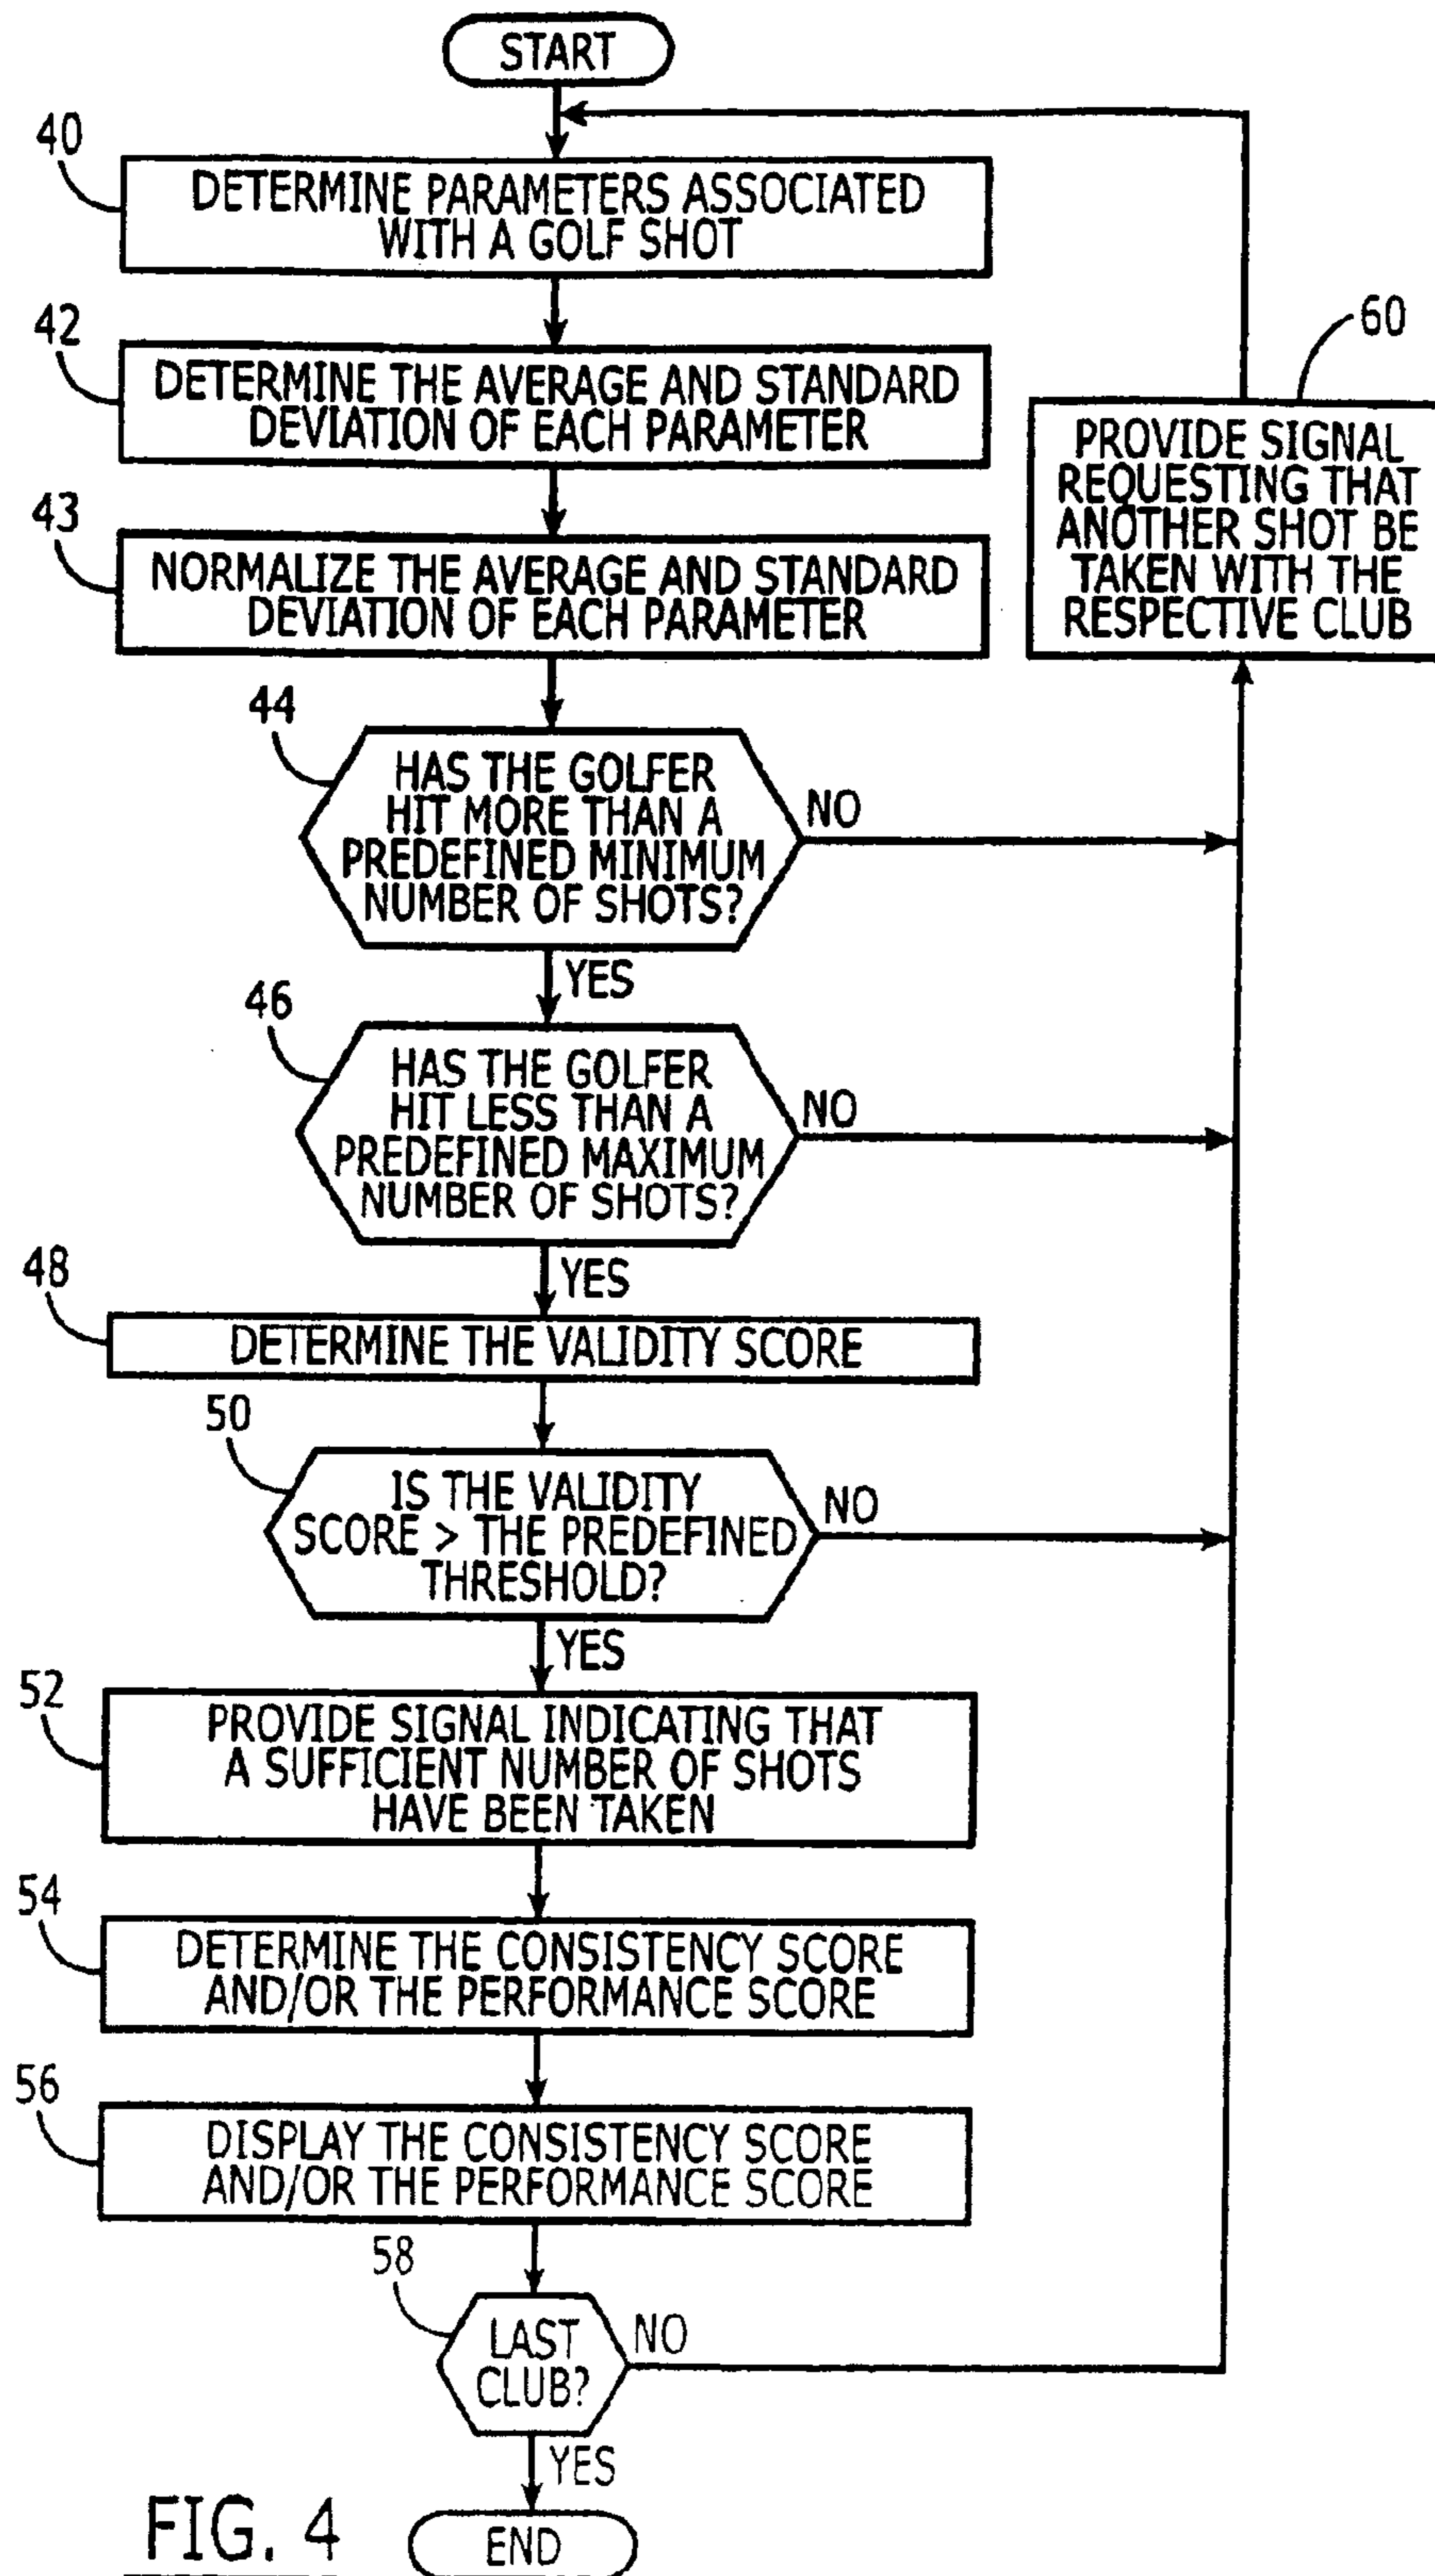 START
40
DETERMINE PARAMETERS ASSOCIATED
WITH A GOLF SHOT
42
DETERMINE THE AVERAGE AND STANDARD
DEVIATION OF EACH PARAMETER
60
PROVIDE SIGNAL
REQUESTING THAT
ANOTHER SHOT BE
TAKEN WITH THE
RESPECTIVE CLUB
43
NORMALIZE THE AVERAGE AND STANDARD
DEVIATION OF EACH PARAMETER
44
HAS THE GOLFER
HIT MORE THAN A
PREDEFINED MINIMUM
NUMBER OF SHOTS?
NO
YES
46
HAS THE GOLFER
HIT LESS THAN A
PREDEFINED MAXIMUM
NUMBER OF SHOTS?
NO
YES
48
DETERMINE THE VALIDITY SCORE
50
IS THE VALIDITY
SCORE > THE PREDEFINED
THRESHOLD?
NO
YES
52
PROVIDE SIGNAL INDICATING THAT
A SUFFICIENT NUMBER OF SHOTS
HAVE BEEN TAKEN
54
DETERMINE THE CONSISTENCY SCORE
AND/OR THE PERFORMANCE SCORE
56
DISPLAY THE CONSISTENCY SCORE
AND/OR THE PERFORMANCE SCORE
58
LAST
CLUB?
NO
YES
END
FIG. 4